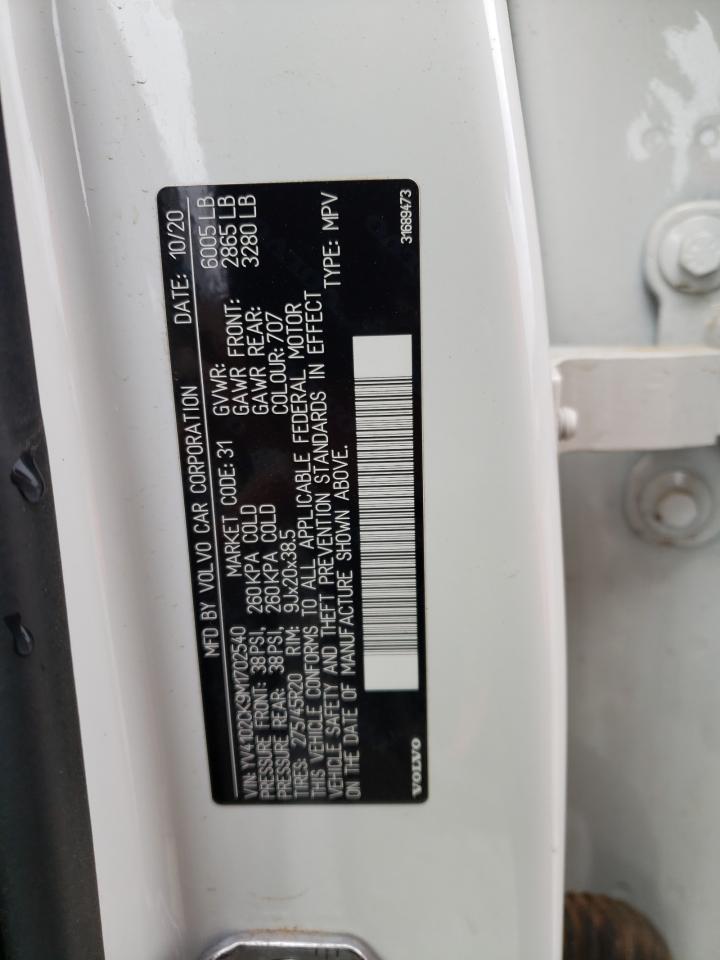 MFD BY VOLVO CAR CORPORATION DATE: 10/20
VIN: YV4102CK9M1702540 MARKET CODE: 31 GVWR: 6005 LB
PRESSURE FRONT: 38PSI, 260KPA COLD GAWR FRONT: 2865 LB
PRESSURE REAR: 38PSI, 260KPA COLD GAWR REAR: 3280 LB
TIRES: 275/45R20 RIM: 9Jx20x38.5 COLOUR: 707
THIS VEHICLE CONFORMS TO ALL APPLICABLE FEDERAL MOTOR
VEHICLE SAFETY AND THEFT PREVENTION STANDARDS IN EFFECT
ON THE DATE OF MANUFACTURE SHOWN ABOVE. TYPE: MPV
VOLVO 31689473